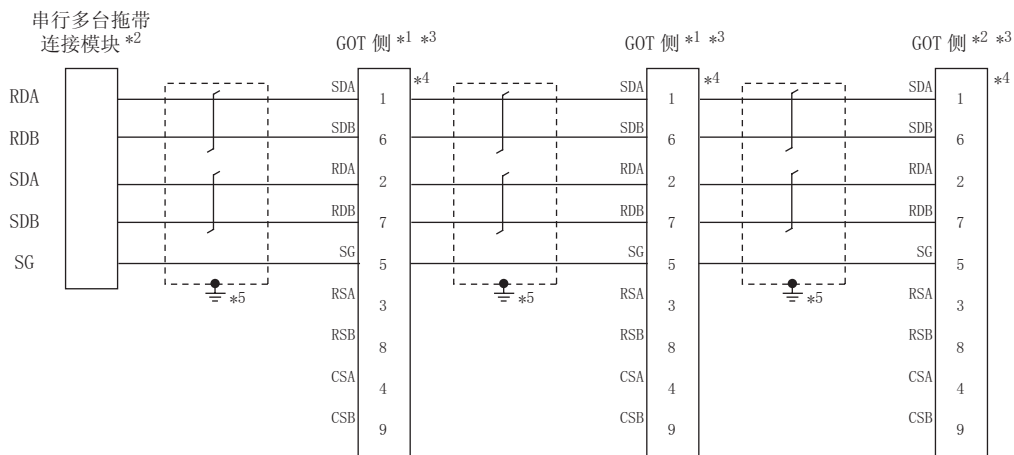 串行多台拖带
连接模块 *2
GOT 侧 *1 *3
GOT 侧 *1 *3
GOT 侧 *2 *3
*4
*4
*4
RDA
SDA
1
SDA
1
SDA
1
RDB
SDB
6
SDB
6
SDB
6
SDA
RDA
2
RDA
2
RDA
2
SDB
RDB
7
RDB
7
RDB
7
SG
SG
5
SG
5
SG
5
*5
*5
*5
RSA
3
RSA
3
RSA
3
RSB
8
RSB
8
RSB
8
CSA
4
CSA
4
CSA
4
CSB
9
CSB
9
CSB
9